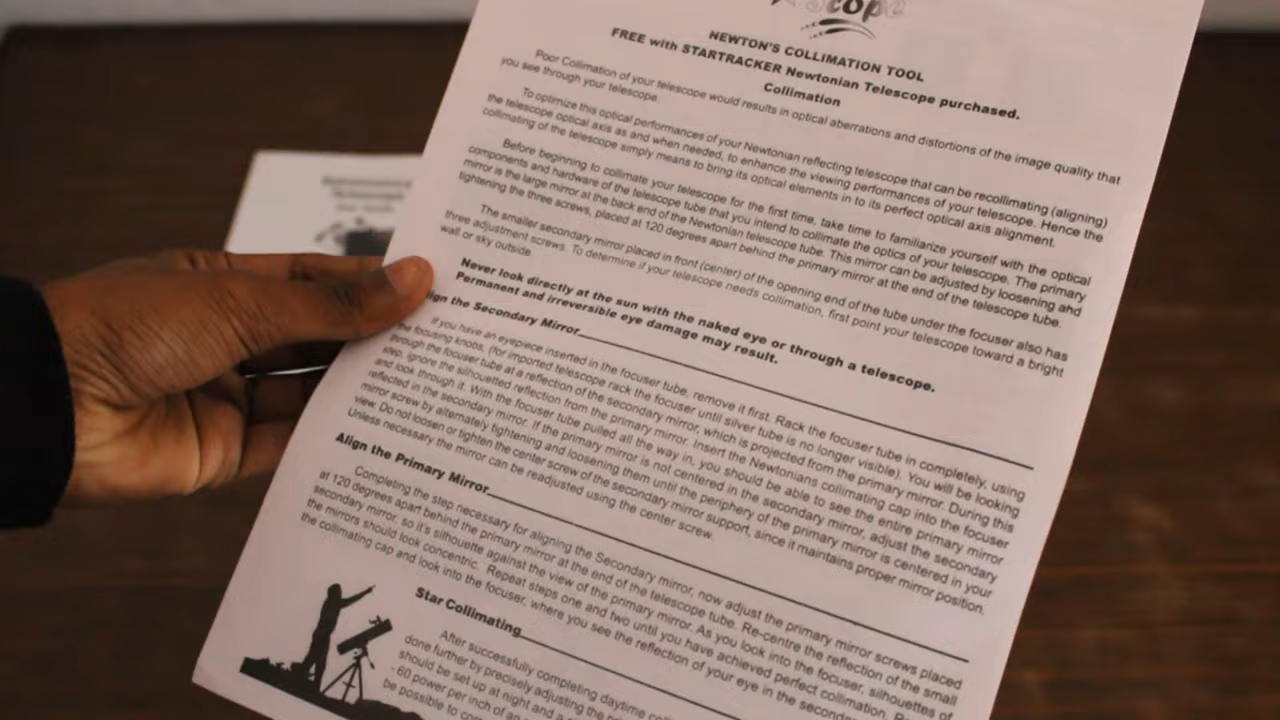 scope
NEWTON'S COLLIMATION TOOL
FREE with STARTRACKER Newtonian Telescope purchased.
Collimation
Poor Collimation of your telescope would results in optical aberrations and distortions of the image quality that
you see through your telescope.
To optimize this optical performances of your Newtonian reflecting telescope that can be recollimating (aligning)
the telescope optical axis as and when needed, to enhance the viewing performances of your telescope. Hence the
collimating of the telescope simply means to bring its optical elements in to its perfect optical axis alignment.
Before beginning to collimate your telescope for the first time, take time to familiarize yourself with the optical
components and hardware of the telescope tube that you intend to collimate the optics of your telescope. The primary
mirror is the large mirror at the back end of the Newtonian telescope tube. This mirror can be adjusted by loosening and
tightening the three screws, placed at 120 degrees apart behind the primary mirror at the end of the telescope tube.
The smaller secondary mirror placed in front (center) of the opening end of the tube under the focuser also has
three adjustment screws. To determine if your telescope needs collimation, first point your telescope toward a bright
wall or sky outside.
Never look directly at the sun with the naked eye or through a telescope.
Permanent and irreversible eye damage may result.
ign the Secondary Mirror
If you have an eyepiece inserted in the focuser tube, remove it first. Rack the focuser tube in completely, using
the focusing knobs, (for imported telescope rack the focuser until silver tube is no longer visible). You will be looking
through the focuser tube at a reflection of the secondary mirror, which is projected from the primary mirror. During this
step, ignore the silhouetted reflection from the primary mirror. Insert the Newtonians collimating cap into the focuser
and look through it. With the focuser tube pulled all the way in, you should be able to see the entire primary mirror
reflected in the secondary mirror. If the primary mirror is not centered in the secondary mirror, adjust the secondary
mirror screw by alternately tightening and loosening them until the periphery of the primary mirror is centered in your
view. Do not loosen or tighten the center screw of the secondary mirror support, since it maintains proper mirror position.
Unless necessary the mirror can be readjusted using the center screw.
Align the Primary Mirror
Completing the step necessary for aligning the Secondary mirror, now adjust the primary mirror screws placed
at 120 degrees apart behind the primary mirror at the end of the telescope tube. Re-centre the reflection of the small
secondary mirror, so it's silhouette against the view of the primary mirror. As you look into the focuser, silhouettes of
the mirrors should look concentric. Repeat steps one and two until you have achieved perfect collimation. R
the collimating cap and look into the focuser, where you see the reflection of your eye in the seconda
Star Collimating
After successfully completing daytime coll
done further by precisely adjusting the
should be set up at night and a
- 60 power per inch of an
be possible to